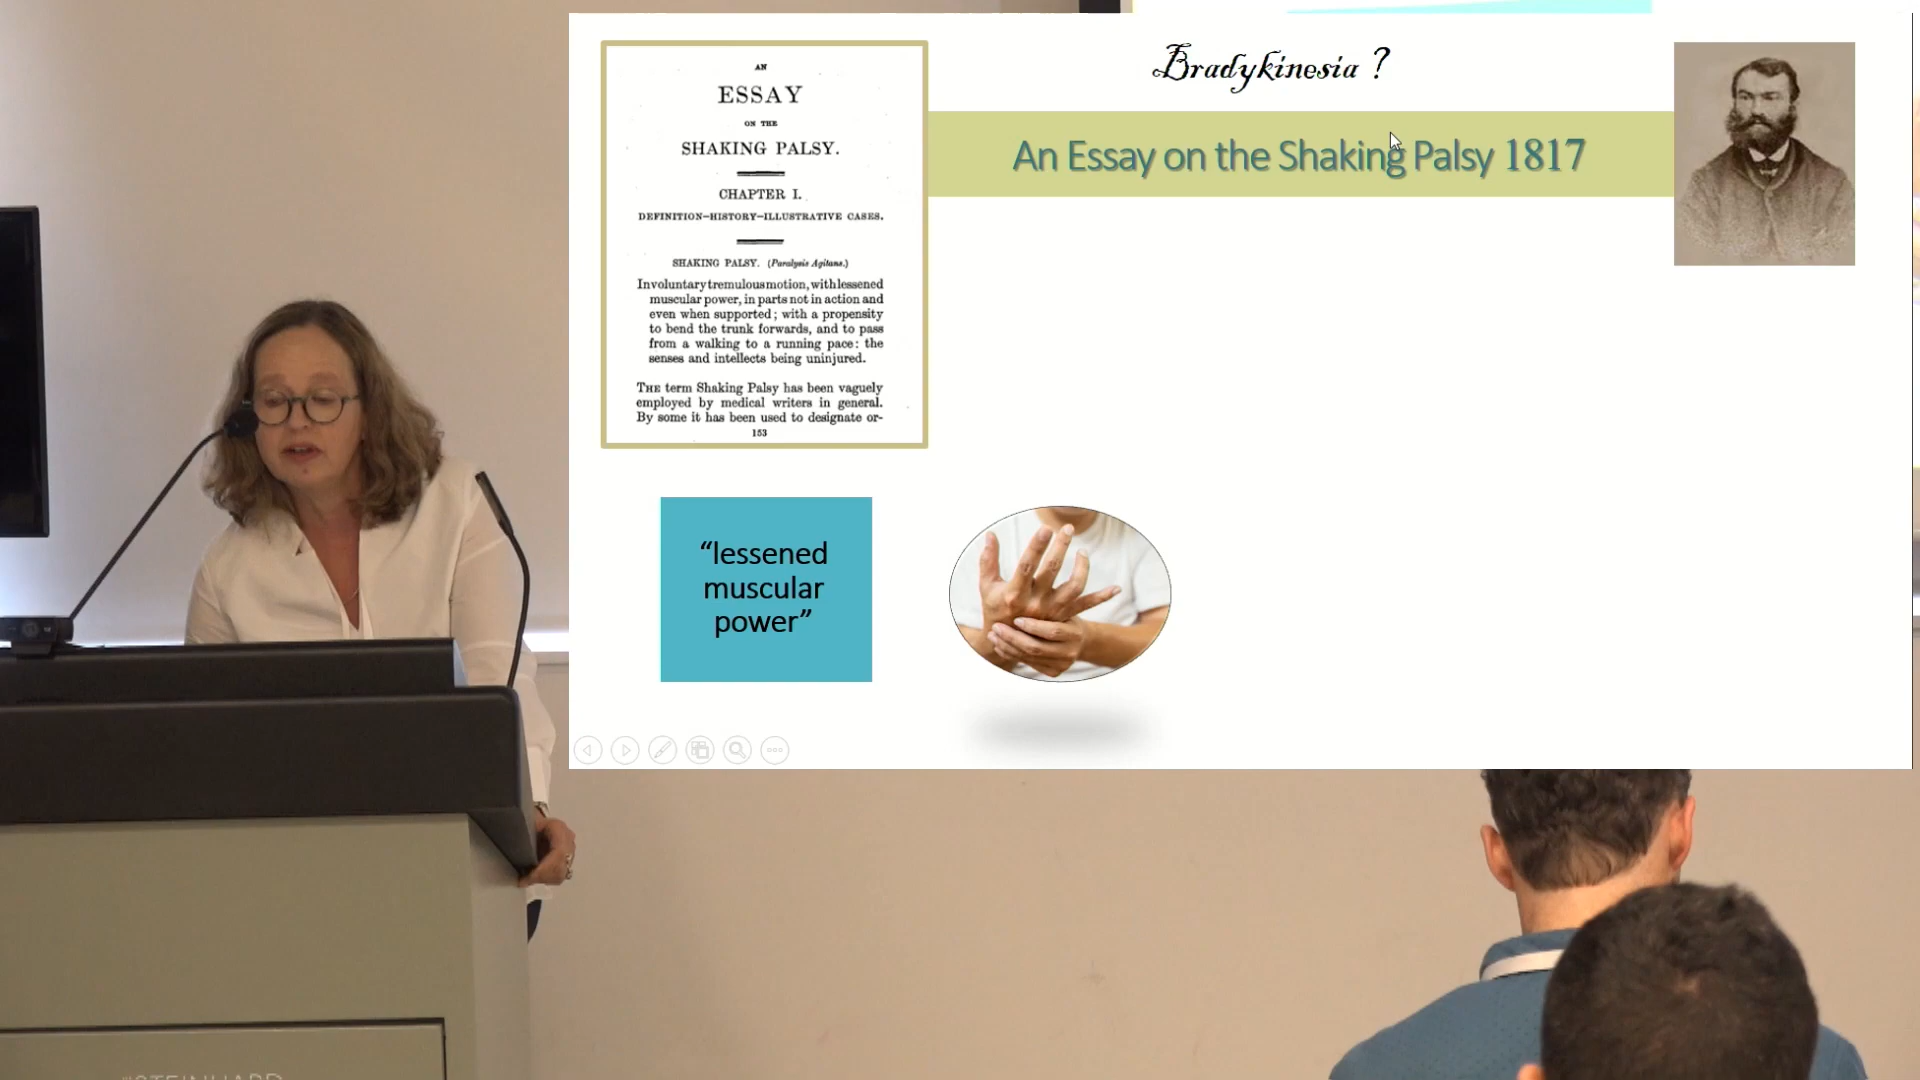 Bradykinesia ?
An Essay on the Shaking Palsy 1817
AN
ESSAY
ON THE
SHAKING PALSY.
CHAPTER I.
DEFINITION—HISTORY—ILLUSTRATIVE CASES.
SHAKING PALSY. (Paralysis Agitans.)
Involuntary tremulous motion, with lessened
muscular power, in parts not in action and
even when supported; with a propensity
to bend the trunk forwards, and to pass
from a walking to a running pace: the
senses and intellects being uninjured.
THE term Shaking Palsy has been vaguely
employed by medical writers in general.
By some it has been used to designate or-
153
“lessened
muscular
power”